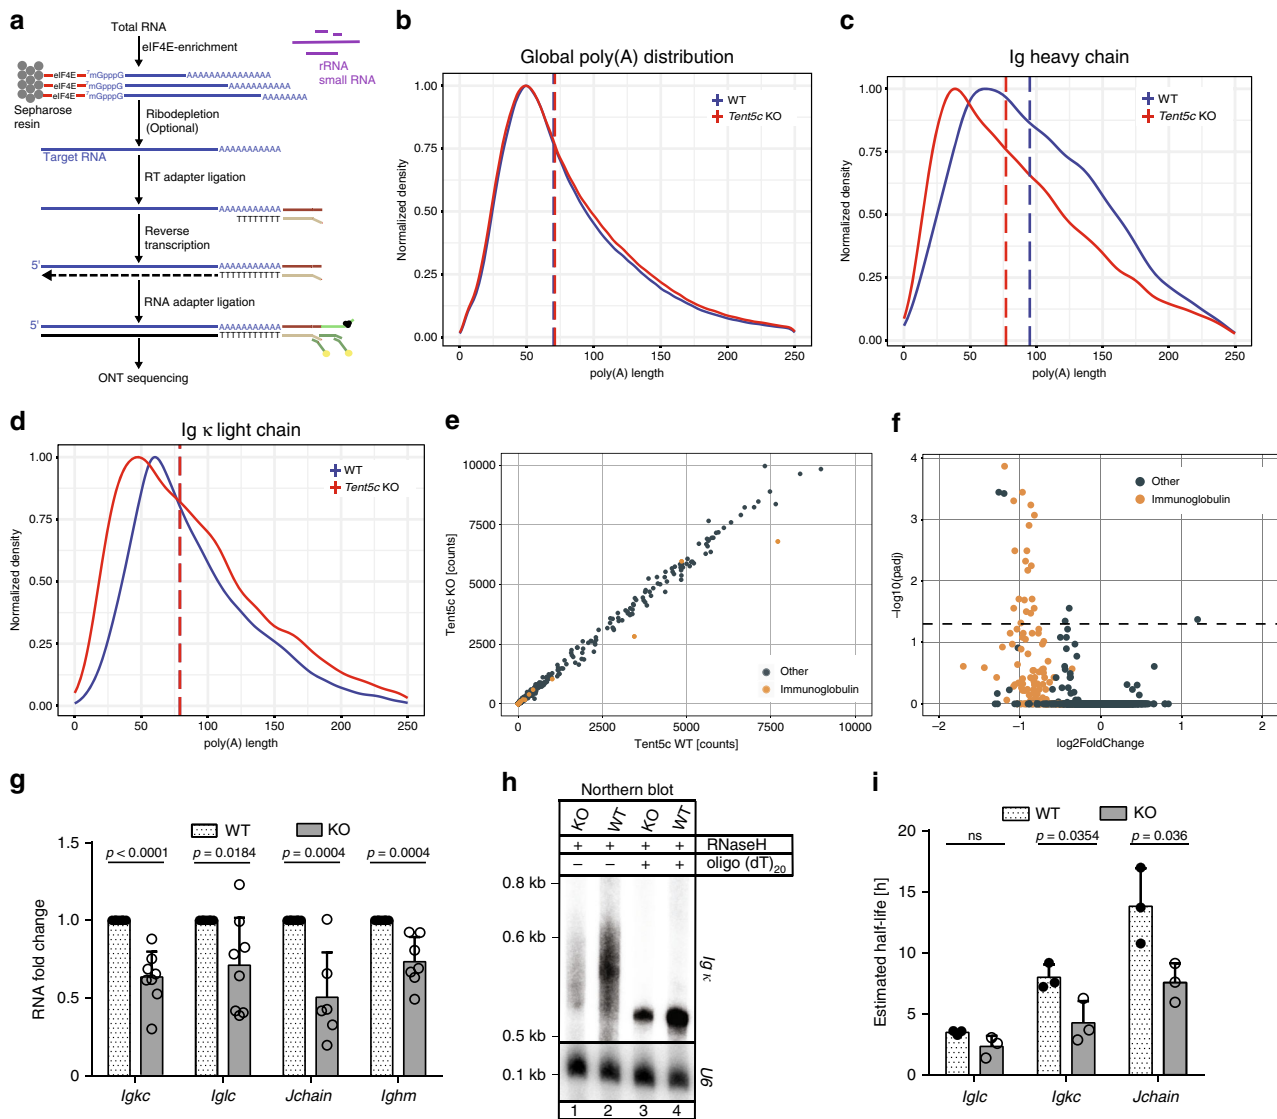 a
Total RNA
eIF4E-enrichment
rRNA
small RNA
eIF4E 7mGpppG AAAAAAAAAAAAAAA
eIF4E 7mGpppG AAAAAAAAAAA
eIF4E 7mGpppG AAAAAAAA
Sepharose
resin
Ribodepletion
(Optional)
Target RNA AAAAAAAAAAA
RT adapter ligation
AAAAAAAAAAA
TTTTTTTT
Reverse
transcription
5' AAAAAAAAAAA
TTTTTTTTTTT
RNA adapter ligation
5' AAAAAAAAAAA
TTTTTTTTTTT
ONT sequencing
b
Global poly(A) distribution
WT
Tent5c KO
Normalized density
1.00
0.75
0.50
0.25
0.00
0 50 100 150 200 250
poly(A) length
c
Ig heavy chain
WT
Tent5c KO
Normalized density
1.00
0.75
0.50
0.25
0.00
0 50 100 150 200 250
poly(A) length
d
Ig κ light chain
WT
Tent5c KO
Normalized density
1.00
0.75
0.50
0.25
0.00
0 50 100 150 200 250
poly(A) length
e
Tent5c KO [counts]
10000
7500
5000
2500
0
Other
Immunoglobulin
0 2500 5000 7500 10000
Tent5c WT [counts]
f
−log10(padj)
4
3
2
1
0
Other
Immunoglobulin
−2 −1 0 1 2
log2FoldChange
g
WT KO
RNA fold change
1.5
1.0
0.5
0.0
p < 0.0001 p = 0.0184 p = 0.0004 p = 0.0004
Igkc Iglc Jchain Ighm
h
Northern blot
KO WT KO WT
+ + + + RNaseH
− − + + oligo (dT)20
0.8 kb
0.6 kb
0.5 kb
0.1 kb
Ig κ
U6
1 2 3 4
i
WT KO
Estimated half-life [h]
20
15
10
5
0
ns p = 0.0354 p = 0.036
Iglc Igkc Jchain